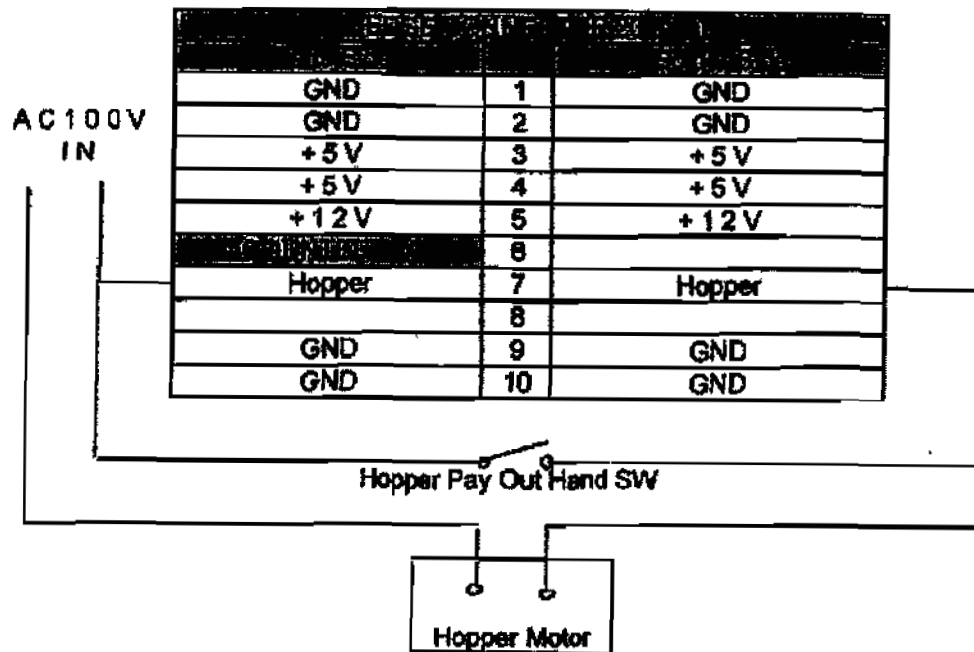 AC100V
IN
GND 1 GND
GND 2 GND
+5V 3 +5V
+5V 4 +5V
+12V 5 +12V
6
Hopper 7 Hopper
8
GND 9 GND
GND 10 GND
Hopper Pay Out Hand SW
Hopper Motor